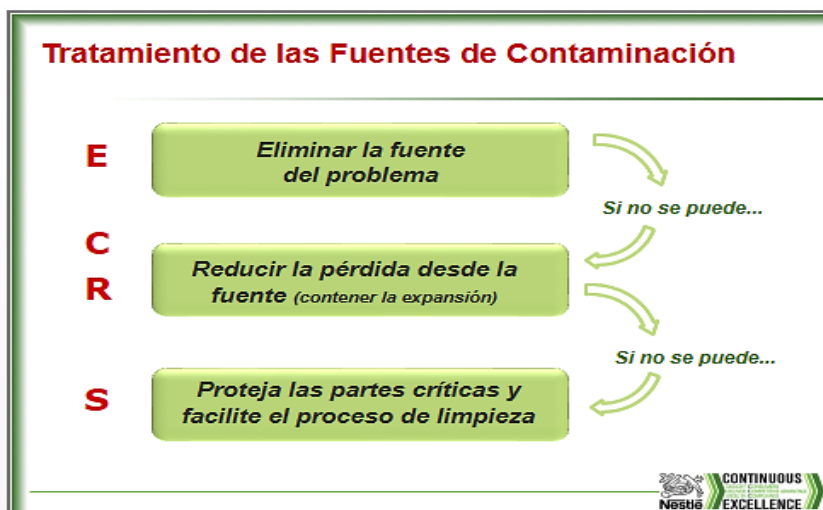 Tratamiento de las Fuentes de Contaminación
E
Eliminar la fuente
del problema
Si no se puede...
C
R
Reducir la pérdida desde la
fuente (contener la expansión)
Si no se puede...
S
Proteja las partes críticas y
facilite el proceso de limpieza
Nestlé
CONTINUOUS
EXCELLENCE